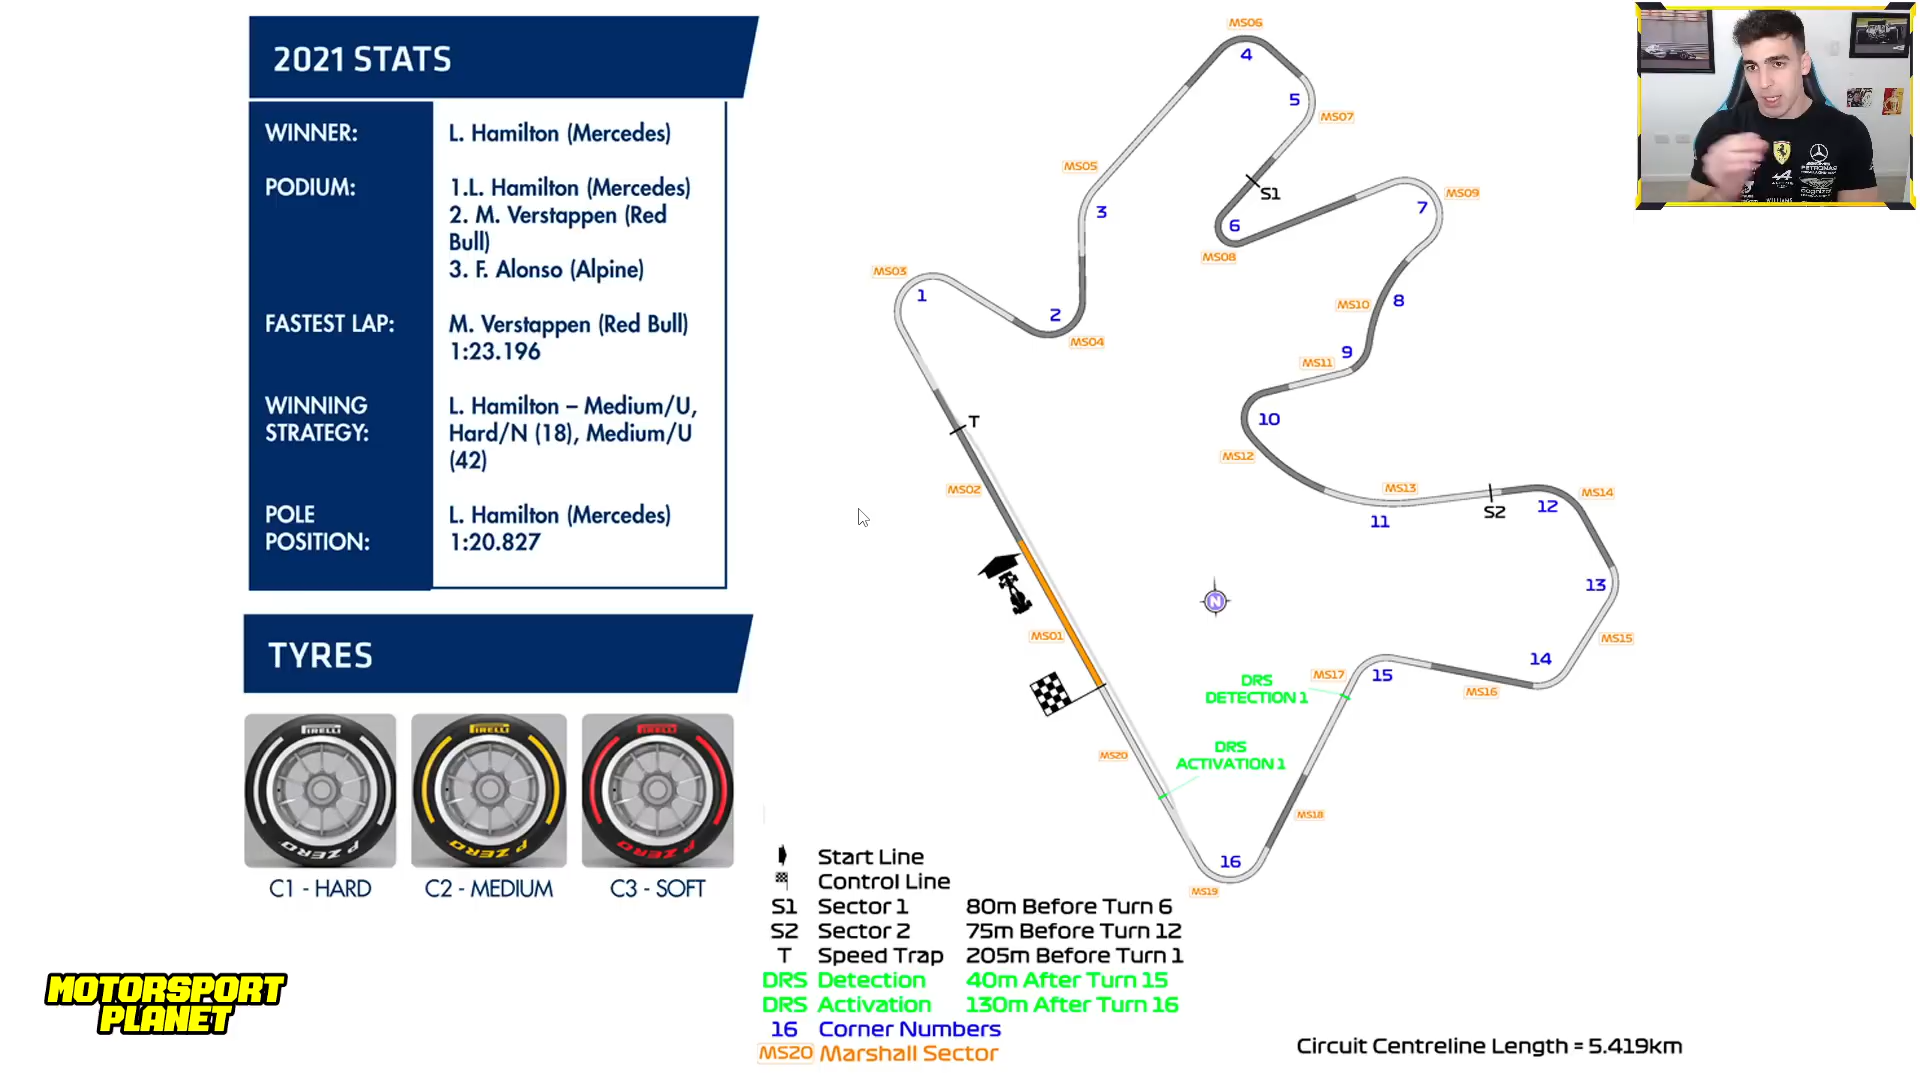 2021 STATS
WINNER:
L. Hamilton (Mercedes)
PODIUM:
1.L. Hamilton (Mercedes)
2. M. Verstappen (Red
Bull)
3. F. Alonso (Alpine)
FASTEST LAP:
M. Verstappen (Red Bull)
1:23.196
WINNING
STRATEGY:
L. Hamilton – Medium/U,
Hard/N (18), Medium/U
(42)
POLE
POSITION:
L. Hamilton (Mercedes)
1:20.827
TYRES
PIRELLI
P ZERO
PIRELLI
P ZERO
PIRELLI
P ZERO
C1 - HARD
C2 - MEDIUM
C3 - SOFT
MOTORSPORT
PLANET
MS06
4
5
MS07
MS05
3
S1
MS09
7
6
MS08
MS03
1
2
MS04
MS10
8
9
MS11
10
MS12
T
MS02
MS13
11
S2
12
MS14
13
MS15
14
MS16
15
MS17
N
MS01
DRS
DETECTION 1
DRS
ACTIVATION 1
MS20
MS18
16
MS19
Start Line
Control Line
S1 Sector 1 80m Before Turn 6
S2 Sector 2 75m Before Turn 12
T Speed Trap 205m Before Turn 1
DRS Detection 40m After Turn 15
DRS Activation 130m After Turn 16
16 Corner Numbers
MS20 Marshall Sector
Circuit Centreline Length = 5.419km
PETRONAS